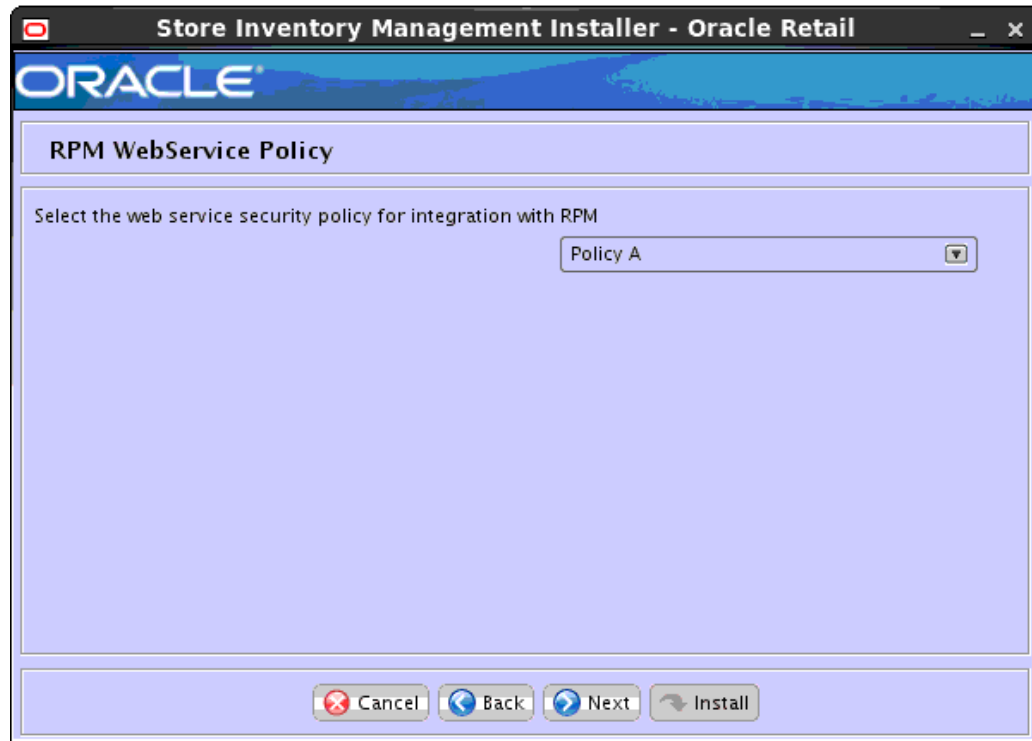 Store Inventory Management Installer - Oracle Retail
ORACLE®
RPM WebService Policy
Select the web service security policy for integration with RPM
Policy A
Cancel Back Next Install